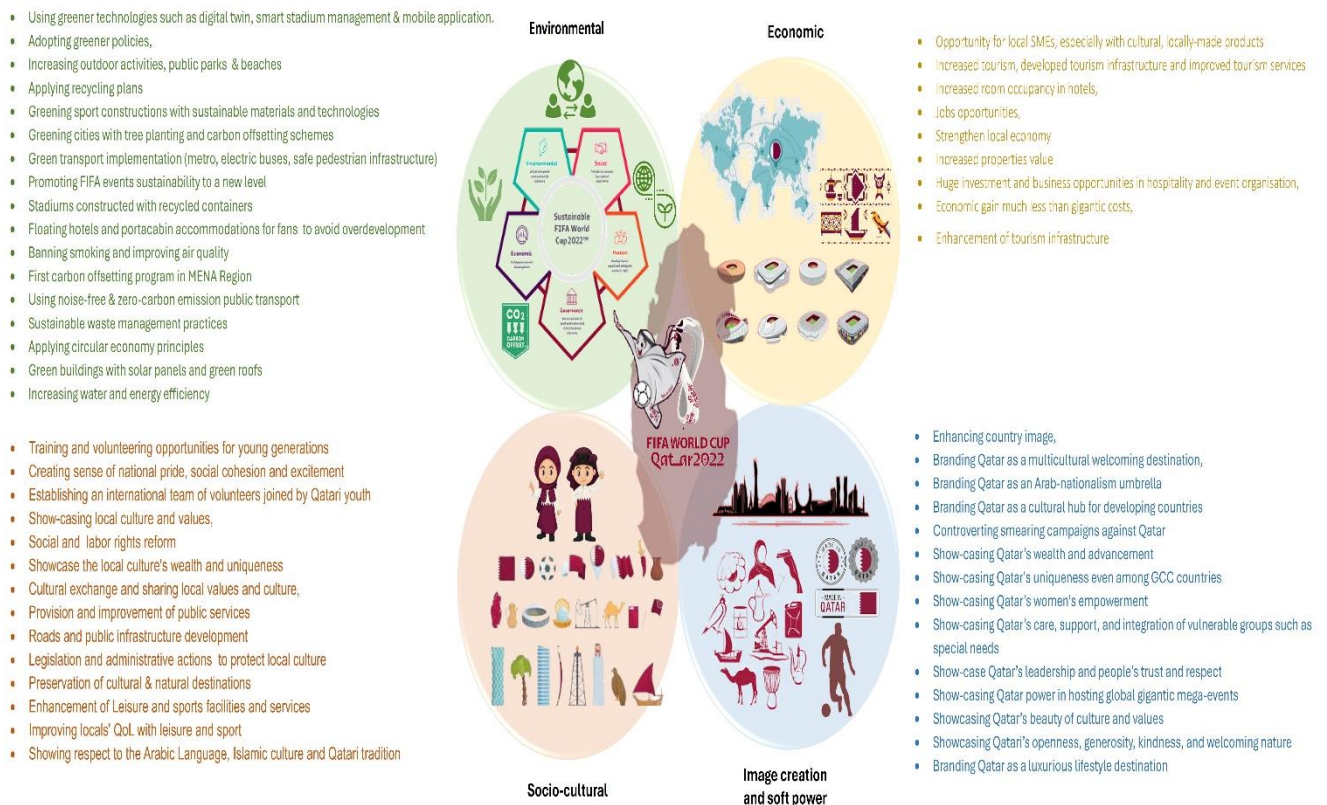 Environmental
Economic
• Using greener technologies such as digital twin, smart stadium management & mobile application.
• Adopting greener policies,
• Increasing outdoor activities, public parks & beaches
• Applying recycling plans
• Greening sport constructions with sustainable materials and technologies
• Greening cities with tree planting and carbon offsetting schemes
• Green transport implementation (metro, electric buses, safe pedestrian infrastructure)
• Promoting FIFA events sustainability to a new level
• Stadiums constructed with recycled containers
• Floating hotels and portacabin accommodations for fans to avoid overdevelopment
• Banning smoking and improving air quality
• First carbon offsetting program in MENA Region
• Using noise-free & zero-carbon emission public transport
• Sustainable waste management practices
• Applying circular economy principles
• Green buildings with solar panels and green roofs
• Increasing water and energy efficiency
Environmental
Social
Sustainable
FIFA World
Cup2022™
Economic
Human
Governance
CO2
CARBON
OFFSET
• Opportunity for local SMEs, especially with cultural, locally-made products
• Increased tourism, developed tourism infrastructure and improved tourism services
• Increased room occupancy in hotels,
• Jobs opportunities,
• Strengthen local economy
• Increased properties value
• Huge investment and business opportunities in hospitality and event organisation,
• Economic gain much less than gigantic costs,
• Enhancement of tourism infrastructure
FIFA WORLD CUP
Qatar2022
• Training and volunteering opportunities for young generations
• Creating sense of national pride, social cohesion and excitement
• Establishing an international team of volunteers joined by Qatari youth
• Show-casing local culture and values,
• Social and labor rights reform
• Showcase the local culture's wealth and uniqueness
• Cultural exchange and sharing local values and culture,
• Provision and improvement of public services
• Roads and public infrastructure development
• Legislation and administrative actions to protect local culture
• Preservation of cultural & natural destinations
• Enhancement of Leisure and sports facilities and services
• Improving locals' QoL with leisure and sport
• Showing respect to the Arabic Language, Islamic culture and Qatari tradition
MADE IN
QATAR
• Enhancing country image,
• Branding Qatar as a multicultural welcoming destination,
• Branding Qatar as an Arab-nationalism umbrella
• Branding Qatar as a cultural hub for developing countries
• Controverting smearing campaigns against Qatar
• Show-casing Qatar's wealth and advancement
• Show-casing Qatar's uniqueness even among GCC countries
• Show-casing Qatar's women's empowerment
• Show-casing Qatar's care, support, and integration of vulnerable groups such as
special needs
• Show-case Qatar's leadership and people's trust and respect
• Show-casing Qatar power in hosting global gigantic mega-events
• Showcasing Qatar's beauty of culture and values
• Showcasing Qatari's openness, generosity, kindness, and welcoming nature
• Branding Qatar as a luxurious lifestyle destination
Socio-cultural
Image creation
and soft power